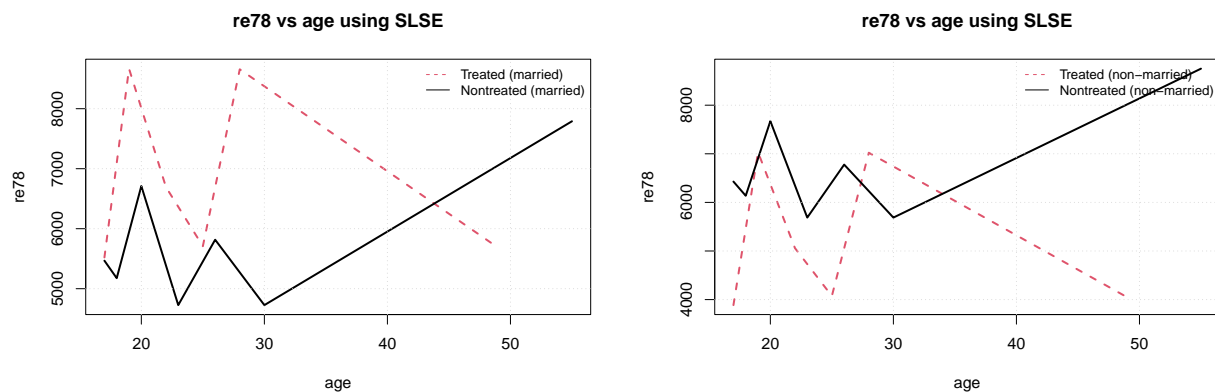 re78 vs age using SLSE
Treated (married)
Nontreated (married)
8000
7000
6000
5000
re78
20
30
40
50
age
re78 vs age using SLSE
Treated (non−married)
Nontreated (non−married)
8000
6000
4000
re78
20
30
40
50
age